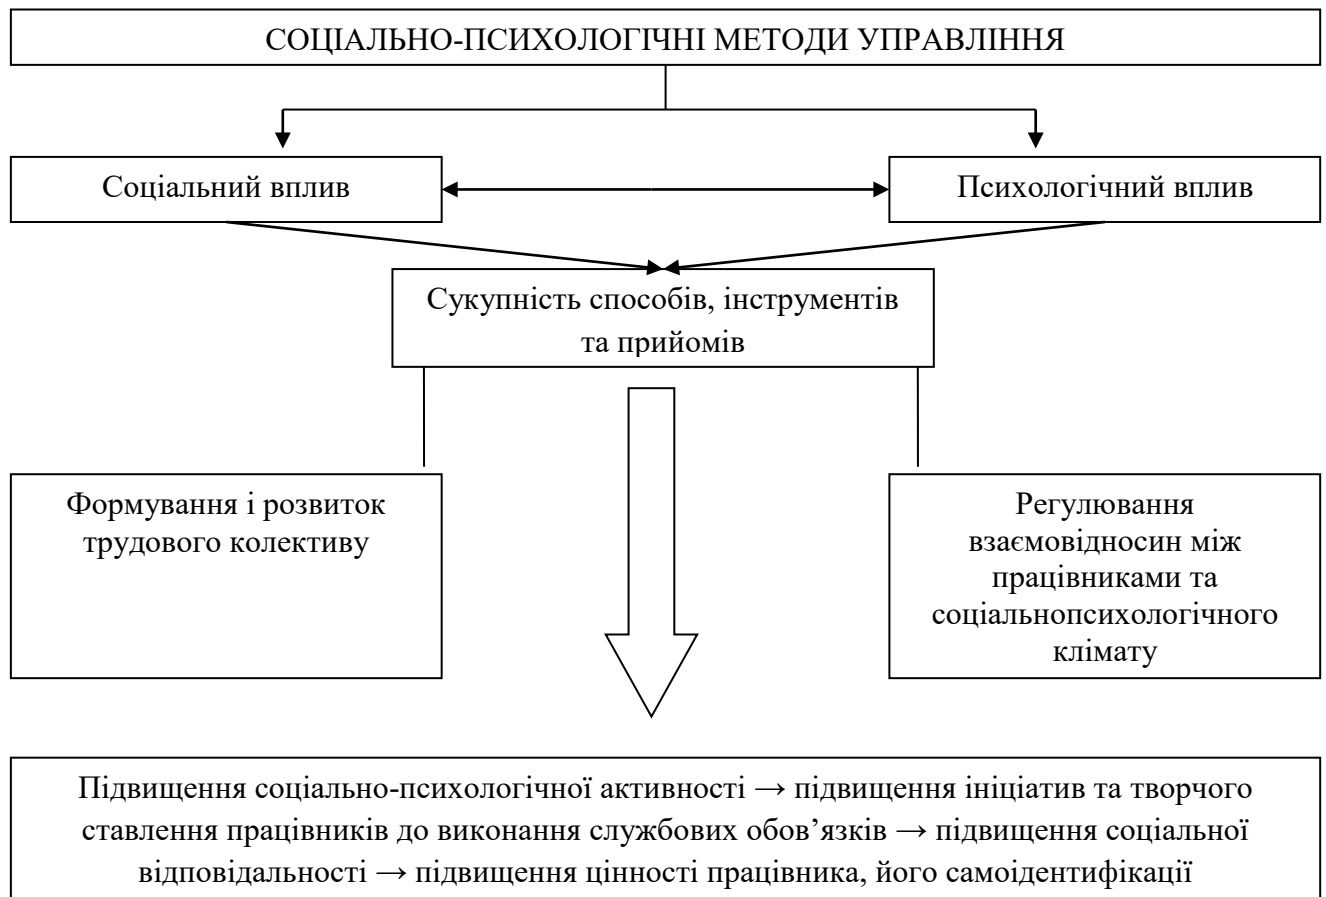 СОЦІАЛЬНО-ПСИХОЛОГІЧНІ МЕТОДИ УПРАВЛІННЯ
Соціальний вплив
Психологічний вплив
Сукупність способів, інструментів
та прийомів
Формування і розвиток
трудового колективу
Регулювання
взаємовідносин між
працівниками та
соціальнопсихологічного
клімату
Підвищення соціально-психологічної активності → підвищення ініціатив та творчого
ставлення працівників до виконання службових обов’язків → підвищення соціальної
відповідальності → підвищення цінності працівника, його самоідентифікації